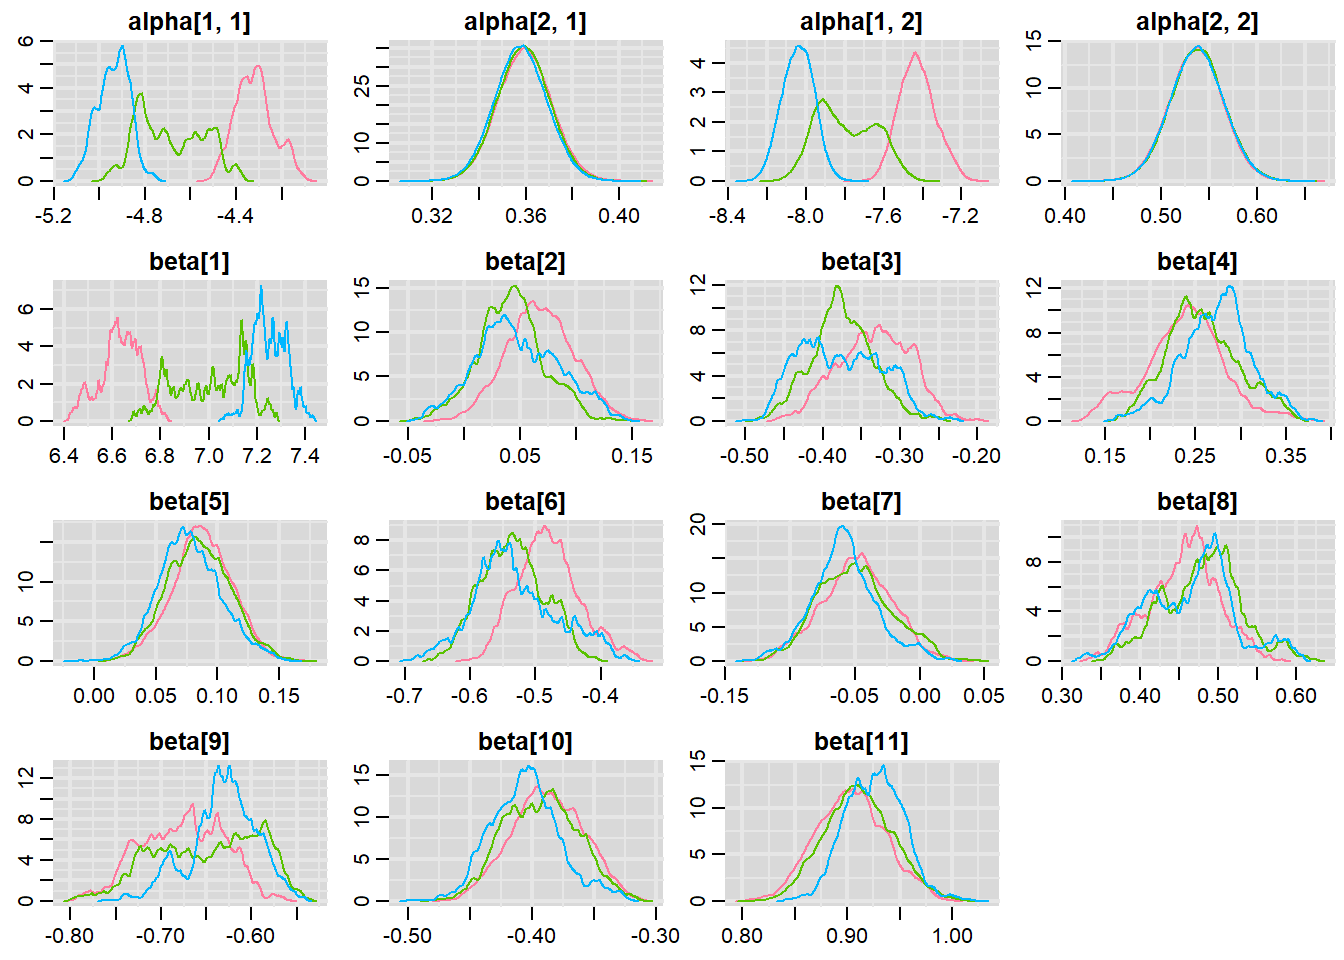 alpha[1, 1] alpha[2, 1] alpha[1, 2] alpha[2, 2]
0 2 4 6 0 10 25 0 1 2 3 4 0 5 10 15
-5.2 -4.8 -4.4 0.32 0.36 0.40 -8.4 -8.0 -7.6 -7.2 0.40 0.50 0.60
beta[1] beta[2] beta[3] beta[4]
0 2 4 6 0 5 10 15 0 4 8 12 0 4 8 12
6.4 6.6 6.8 7.0 7.2 7.4 -0.05 0.05 0.15 -0.50 -0.40 -0.30 -0.20 0.15 0.25 0.35
beta[5] beta[6] beta[7] beta[8]
0 5 10 0 2 4 6 8 0 5 10 20 0 4 8
0.00 0.05 0.10 0.15 -0.7 -0.6 -0.5 -0.4 -0.15 -0.05 0.00 0.05 0.30 0.40 0.50 0.60
beta[9] beta[10] beta[11]
0 4 8 12 0 5 10 15 0 5 10 15
-0.80 -0.70 -0.60 -0.50 -0.40 -0.30 0.80 0.90 1.00